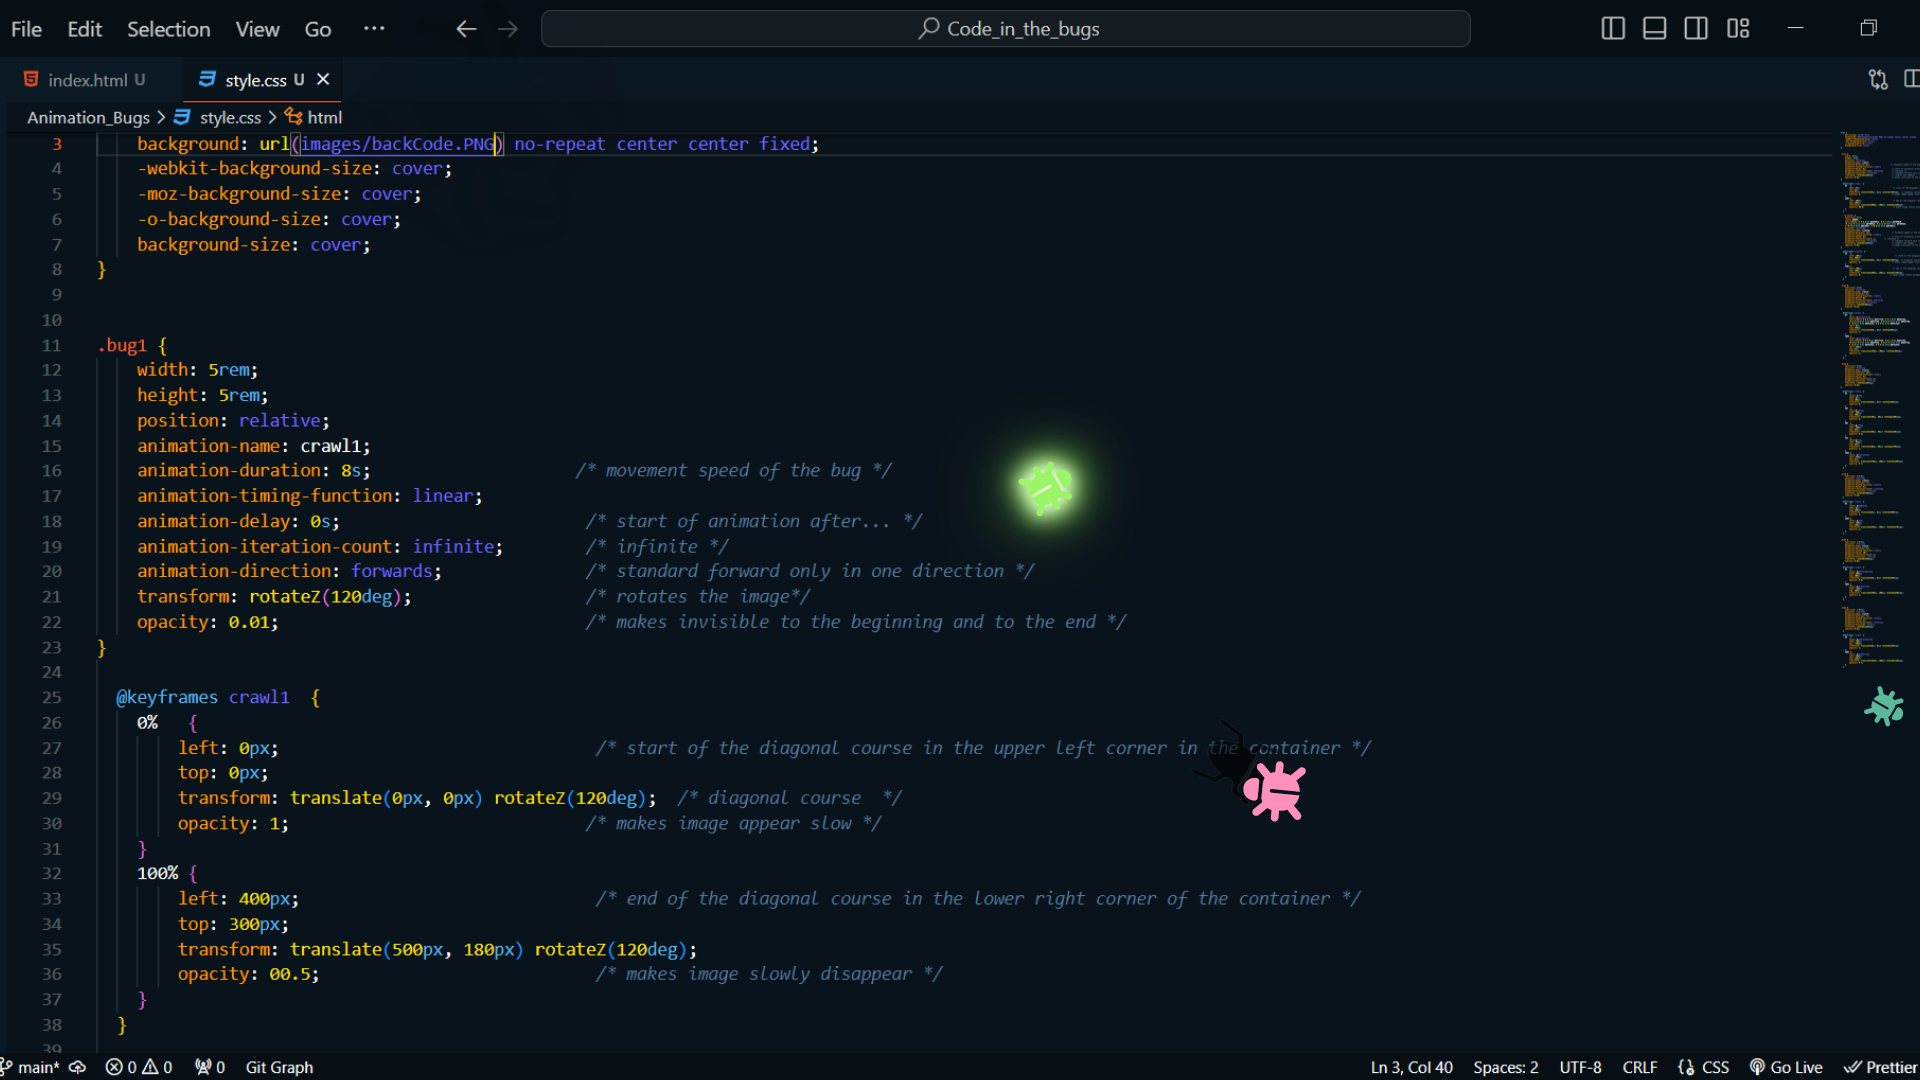 File Edit Selection View Go ··· Code_in_the_bugs
index.html U style.css U
Animation_Bugs > style.css > html
3 background: url(images/backCode.PNG) no-repeat center center fixed;
4 -webkit-background-size: cover;
5 -moz-background-size: cover;
6 -o-background-size: cover;
7 background-size: cover;
8 }
9
10
11 .bug1 {
12 width: 5rem;
13 height: 5rem;
14 position: relative;
15 animation-name: crawl1;
16 animation-duration: 8s; /* movement speed of the bug */
17 animation-timing-function: linear;
18 animation-delay: 0s; /* start of animation after... */
19 animation-iteration-count: infinite; /* infinite */
20 animation-direction: forwards; /* standard forward only in one direction */
21 transform: rotateZ(120deg); /* rotates the image*/
22 opacity: 0.01; /* makes invisible to the beginning and to the end */
23 }
24
25 @keyframes crawl1 {
26 0% {
27 left: 0px; /* start of the diagonal course in the upper left corner in the container */
28 top: 0px;
29 transform: translate(0px, 0px) rotateZ(120deg); /* diagonal course */
30 opacity: 1; /* makes image appear slow */
31 }
32 100% {
33 left: 400px; /* end of the diagonal course in the lower right corner of the container */
34 top: 300px;
35 transform: translate(500px, 180px) rotateZ(120deg);
36 opacity: 00.5; /* makes image slowly disappear */
37 }
38 }
39
main* 0 0 0 Git Graph Ln 3, Col 40 Spaces: 2 UTF-8 CRLF CSS Go Live Prettier